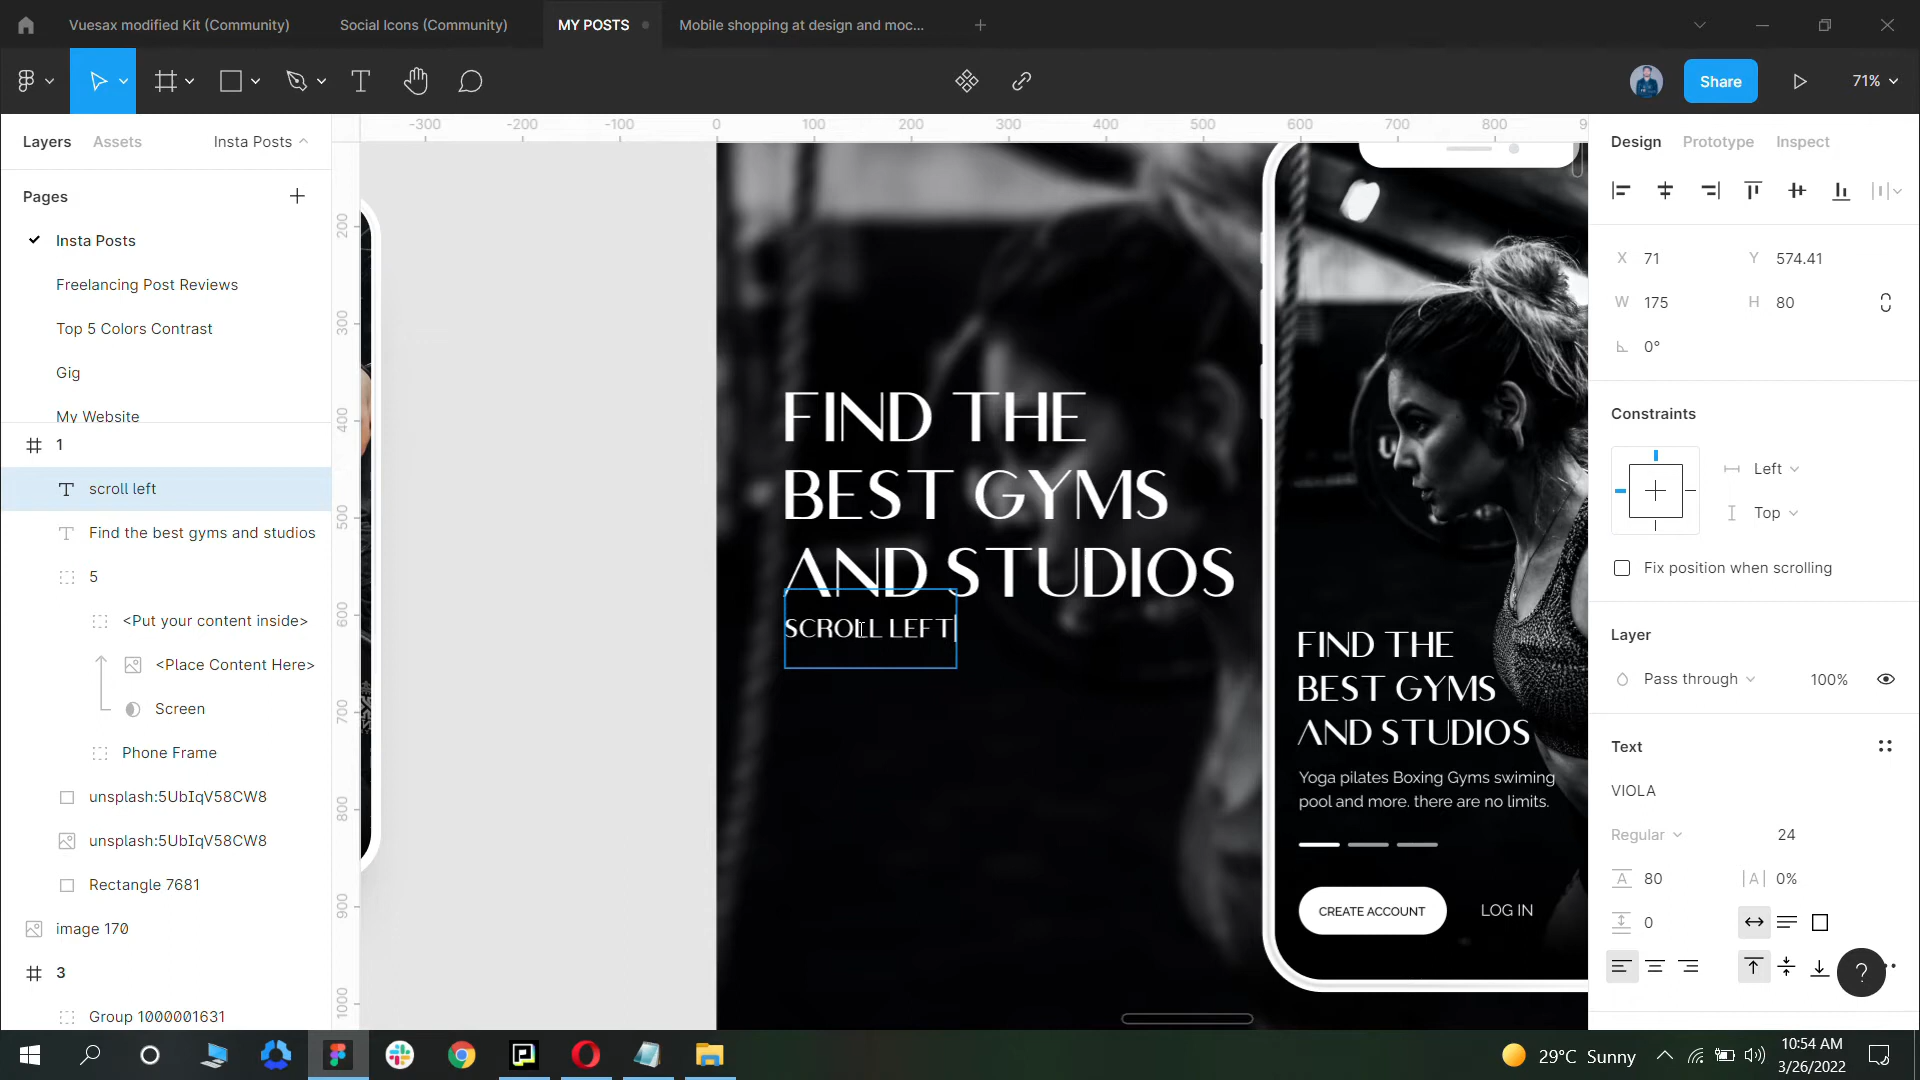 Vuesax modified Kit (Community)
Social Icons (Community)
MY POSTS
Mobile shopping at design and moc...
Share
71%
Layers
Assets
Insta Posts
Pages
Insta Posts
Freelancing Post Reviews
Top 5 Colors Contrast
Gig
My Website
1
scroll left
Find the best gyms and studios
5
<Put your content inside>
<Place Content Here>
Screen
Phone Frame
unsplash:5UbIqV58CW8
unsplash:5UbIqV58CW8
Rectangle 7681
image 170
3
Group 1000001631
-300 -200 -100 0 100 200 300 400 500 600 700 800 9
200
300
400
500
600
700
800
900
1000
FIND THE
BEST GYMS
AND STUDIOS
SCROLL LEFT
FIND THE
BEST GYMS
AND STUDIOS
Yoga pilates Boxing Gyms swiming
pool and more. there are no limits.
CREATE ACCOUNT
LOG IN
Design
Prototype
Inspect
X 71
Y 574.41
W 175
H 80
0°
Constraints
Left
Top
Fix position when scrolling
Layer
Pass through
100%
Text
VIOLA
Regular
24
80
0%
0
?
29°C Sunny
10:54 AM
3/26/2022